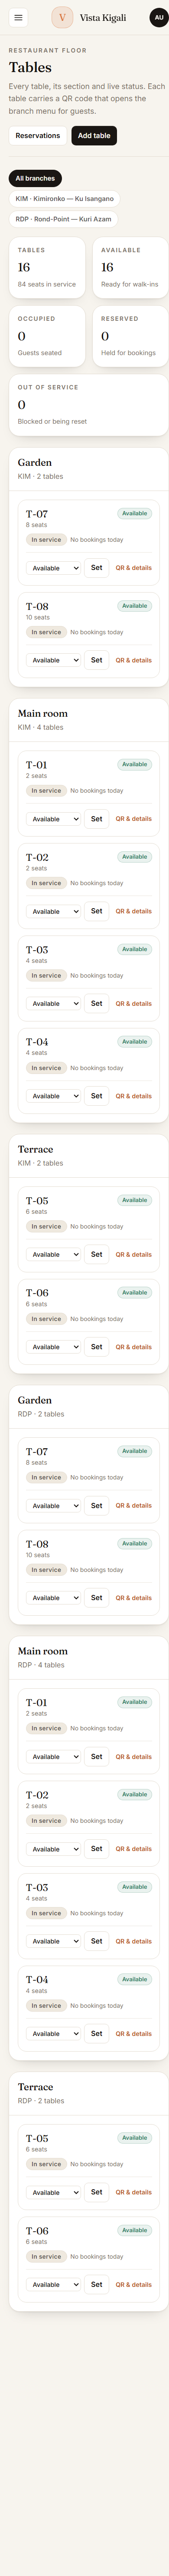 V Vista Kigali AU
RESTAURANT FLOOR
Tables
Every table, its section and live status. Each
table carries a QR code that opens the
branch menu for guests.
Reservations Add table
All branches
KIM · Kimironko — Ku Isangano
RDP · Rond-Point — Kuri Azam
TABLES
16
84 seats in service
AVAILABLE
16
Ready for walk-ins
OCCUPIED
0
Guests seated
RESERVED
0
Held for bookings
OUT OF SERVICE
0
Blocked or being reset
Garden
KIM · 2 tables
T-07 Available
8 seats
In service No bookings today
Available Set QR & details
T-08 Available
10 seats
In service No bookings today
Available Set QR & details
Main room
KIM · 4 tables
T-01 Available
2 seats
In service No bookings today
Available Set QR & details
T-02 Available
2 seats
In service No bookings today
Available Set QR & details
T-03 Available
4 seats
In service No bookings today
Available Set QR & details
T-04 Available
4 seats
In service No bookings today
Available Set QR & details
Terrace
KIM · 2 tables
T-05 Available
6 seats
In service No bookings today
Available Set QR & details
T-06 Available
6 seats
In service No bookings today
Available Set QR & details
Garden
RDP · 2 tables
T-07 Available
8 seats
In service No bookings today
Available Set QR & details
T-08 Available
10 seats
In service No bookings today
Available Set QR & details
Main room
RDP · 4 tables
T-01 Available
2 seats
In service No bookings today
Available Set QR & details
T-02 Available
2 seats
In service No bookings today
Available Set QR & details
T-03 Available
4 seats
In service No bookings today
Available Set QR & details
T-04 Available
4 seats
In service No bookings today
Available Set QR & details
Terrace
RDP · 2 tables
T-05 Available
6 seats
In service No bookings today
Available Set QR & details
T-06 Available
6 seats
In service No bookings today
Available Set QR & details